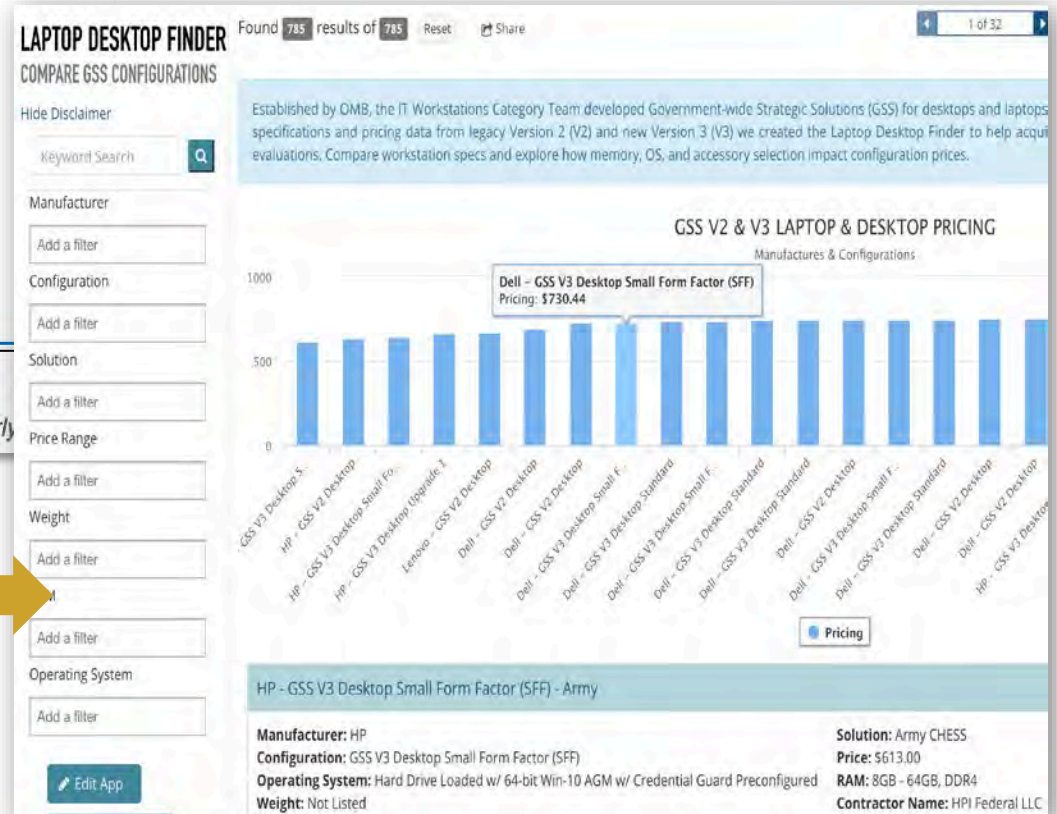 LAPTOP DESKTOP FINDER
COMPARE GSS CONFIGURATIONS
Hide Disclaimer
Keyword Search
Manufacturer
Add a filter
Configuration
Add a filter
Solution
Add a filter
Price Range
Add a filter
Weight
Add a filter
Add a filter
Operating System
Add a filter
Edit App
Found 785 results of 785 Reset Share
1 of 32
Established by OMB, the IT Workstations Category Team developed Government-wide Strategic Solutions (GSS) for desktops and laptops
specifications and pricing data from legacy Version 2 (V2) and new Version 3 (V3) we created the Laptop Desktop Finder to help acqui
evaluations. Compare workstation specs and explore how memory, OS, and accessory selection impact configuration prices.
GSS V2 & V3 LAPTOP & DESKTOP PRICING
Manufactures & Configurations
1000
500
0
Dell – GSS V3 Desktop Small Form Factor (SFF)
Pricing: $730.44
GSS V3 Desktop S..
HP – GSS V2 Desktop
HP – GSS V3 Desktop Small Fo..
HP – GSS V3 Desktop Upgrade 1
Lenovo – GSS V2 Desktop
Dell – GSS V2 Desktop
Dell – GSS V2 Desktop
Dell – GSS V3 Desktop Small F..
Dell – GSS V3 Desktop Standard
Dell – GSS V3 Desktop Small F..
Dell – GSS V3 Desktop Standard
Dell – GSS V3 Desktop Standard
Dell – GSS V2 Desktop
Dell – GSS V3 Desktop Small F..
Dell – GSS V3 Desktop Standard
Dell – GSS V2 Desktop
Dell – GSS V2 Desktop
HP – GSS V3 Desktop
Pricing
HP - GSS V3 Desktop Small Form Factor (SFF) - Army
Manufacturer: HP
Configuration: GSS V3 Desktop Small Form Factor (SFF)
Operating System: Hard Drive Loaded w/ 64-bit Win-10 AGM w/ Credential Guard Preconfigured
Weight: Not Listed
Solution: Army CHESS
Price: $613.00
RAM: 8GB - 64GB, DDR4
Contractor Name: HPI Federal LLC